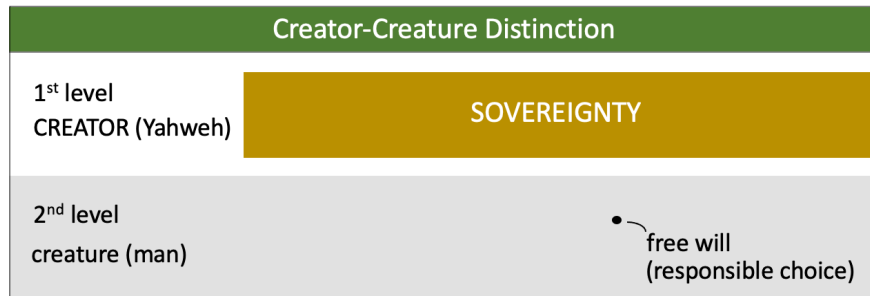 Creator-Creature Distinction
1st level
CREATOR (Yahweh)
SOVEREIGNTY
2nd level
creature (man)
free will
(responsible choice)